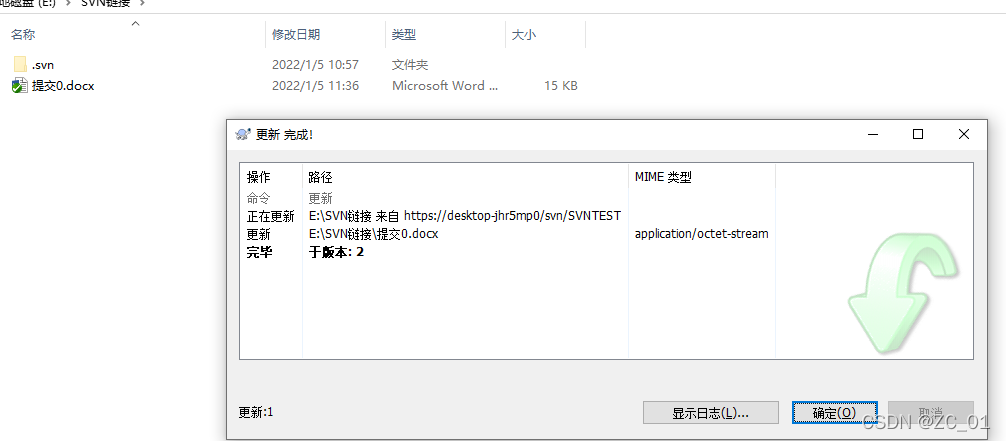 地磁盘 (E:) > SVN链接 >
名称 修改日期 类型 大小
.svn 2022/1/5 10:57 文件夹
提交0.docx 2022/1/5 11:36 Microsoft Word ... 15 KB
更新 完成!
操作 路径 MIME 类型
命令 更新
正在更新 E:\SVN链接 来自 https://desktop-jhr5mp0/svn/SVNTEST
更新 E:\SVN链接\提交0.docx application/octet-stream
完毕 于版本: 2
更新:1
显示日志(L)... 确定(O) 取消
CSDN @ZC_01